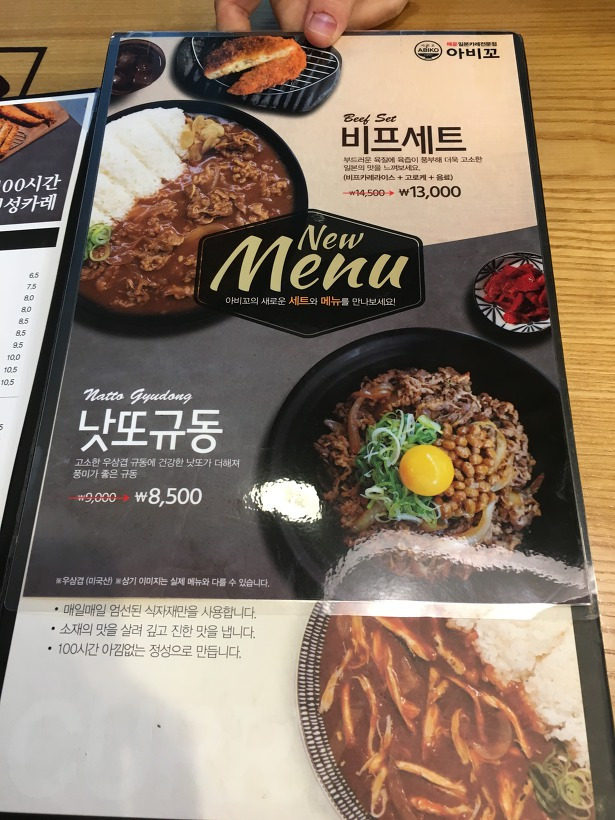 매콤일본카레전문점
ABIKO
아비꼬
Beef Set
비프세트
부드러운 육질에 육즙이 풍부해 더욱 고소한
일본의 맛을 느껴보세요.
(비프카레라이스 + 고로케 + 음료)
₩14,500 → ₩13,000
New
Menu
아비꼬의 새로운 세트와 메뉴를 만나보세요!
Natto Gyudong
낫또규동
고소한 우삼겹 규동에 건강한 낫또가 더해져
풍미가 좋은 규동
₩9,000 → ₩8,500
※우삼겹 (미국산) ※상기 이미지는 실제 메뉴와 다를 수 있습니다.
• 매일매일 엄선된 식자재만을 사용합니다.
• 소재의 맛을 살려 깊고 진한 맛을 냅니다.
• 100시간 아낌없는 정성으로 만듭니다.
100시간
성카레
6,5
7,5
8,0
8,0
8,5
8,5
9,5
10,0
10,5
10,5